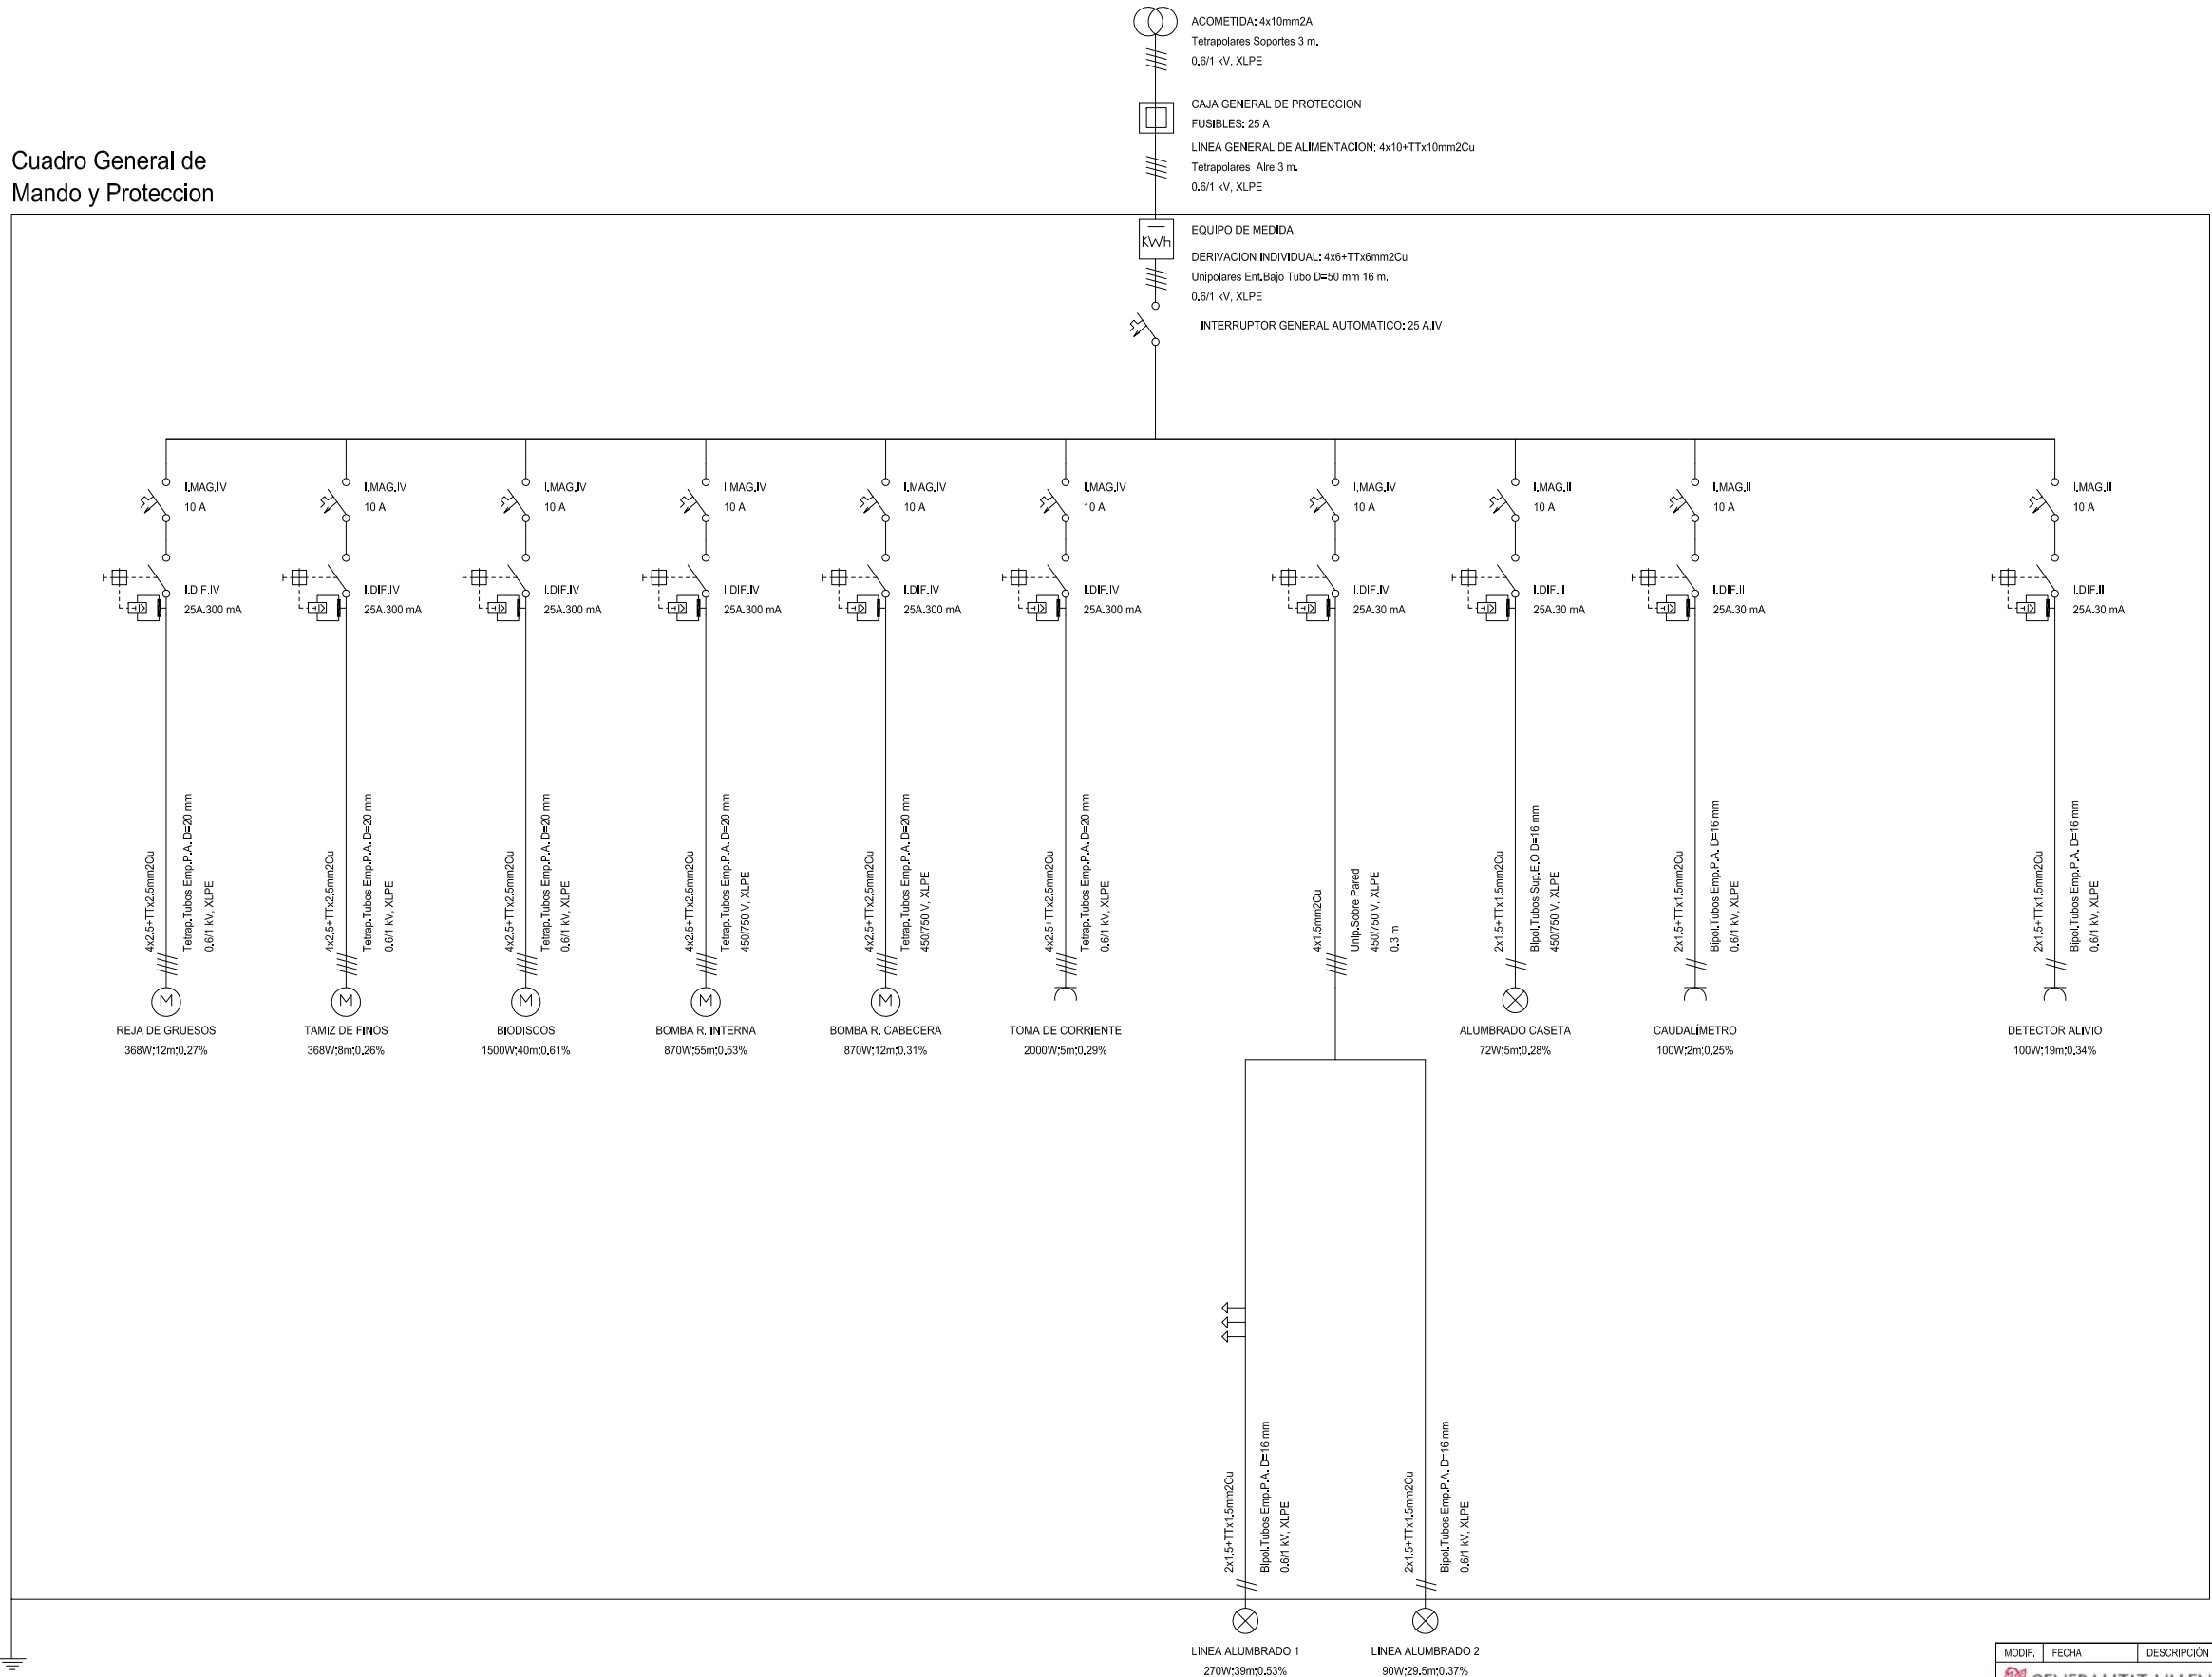 ACOMETIDA: 4x10mm2Al
Tetrapolares Soportes 3 m.
0.6/1 kV, XLPE
CAJA GENERAL DE PROTECCION
FUSIBLES: 25 A
LINEA GENERAL DE ALIMENTACION: 4x10+TTx10mm2Cu
Tetrapolares Aire 3 m.
0.6/1 kV, XLPE
Cuadro General de
Mando y Proteccion
KWh
EQUIPO DE MEDIDA
DERIVACION INDIVIDUAL: 4x6+TTx6mm2Cu
Unipolares Ent.Bajo Tubo D=50 mm 16 m.
0.6/1 kV, XLPE
INTERRUPTOR GENERAL AUTOMATICO: 25 A,IV
I.MAG.IV
10 A
I.DIF.IV
25A.300 mA
4x2.5+TTx2.5mm2Cu
Tetrap.Tubos Emp.P.A. D=20 mm
0.6/1 kV, XLPE
M
REJA DE GRUESOS
368W;12m;0.27%
I.MAG.IV
10 A
I.DIF.IV
25A.300 mA
4x2.5+TTx2.5mm2Cu
Tetrap.Tubos Emp.P.A. D=20 mm
0.6/1 kV, XLPE
M
TAMIZ DE FINOS
368W;8m;0.26%
I.MAG.IV
10 A
I.DIF.IV
25A.300 mA
4x2.5+TTx2.5mm2Cu
Tetrap.Tubos Emp.P.A. D=20 mm
0.6/1 kV, XLPE
M
BIODISCOS
1500W;40m;0.61%
I.MAG.IV
10 A
I.DIF.IV
25A.300 mA
4x2.5+TTx2.5mm2Cu
Tetrap.Tubos Emp.P.A. D=20 mm
450/750 V, XLPE
M
BOMBA R. INTERNA
870W;55m;0.53%
I.MAG.IV
10 A
I.DIF.IV
25A.300 mA
4x2.5+TTx2.5mm2Cu
Tetrap.Tubos Emp.P.A. D=20 mm
450/750 V, XLPE
M
BOMBA R. CABECERA
870W;12m;0.31%
I.MAG.IV
10 A
I.DIF.IV
25A.300 mA
4x2.5+TTx2.5mm2Cu
Tetrap.Tubos Emp.P.A. D=20 mm
0.6/1 kV, XLPE
TOMA DE CORRIENTE
2000W;5m;0.29%
I.MAG.IV
10 A
I.DIF.IV
25A.30 mA
4x1.5mm2Cu
Unip.Sobre Pared
450/750 V, XLPE
0.3 m
I.MAG.II
10 A
I.DIF.II
25A.30 mA
2x1.5+TTx1.5mm2Cu
Bipol.Tubos Sup.E.O D=16 mm
450/750 V, XLPE
ALUMBRADO CASETA
72W;5m;0.28%
I.MAG.II
10 A
I.DIF.II
25A.30 mA
2x1.5+TTx1.5mm2Cu
Bipol.Tubos Emp.P.A. D=16 mm
0.6/1 kV, XLPE
CAUDALÍMETRO
100W;2m;0.25%
I.MAG.II
10 A
I.DIF.II
25A.30 mA
2x1.5+TTx1.5mm2Cu
Bipol.Tubos Emp.P.A. D=16 mm
0.6/1 kV, XLPE
DETECTOR ALIVIO
100W;19m;0.34%
2x1.5+TTx1.5mm2Cu
Bipol.Tubos Emp.P.A. D=16 mm
0.6/1 kV, XLPE
LINEA ALUMBRADO 1
270W;39m;0.53%
2x1.5+TTx1.5mm2Cu
Bipol.Tubos Emp.P.A. D=16 mm
0.6/1 kV, XLPE
LINEA ALUMBRADO 2
90W;29.5m;0.37%
MODIF. FECHA DESCRIPCIÓN